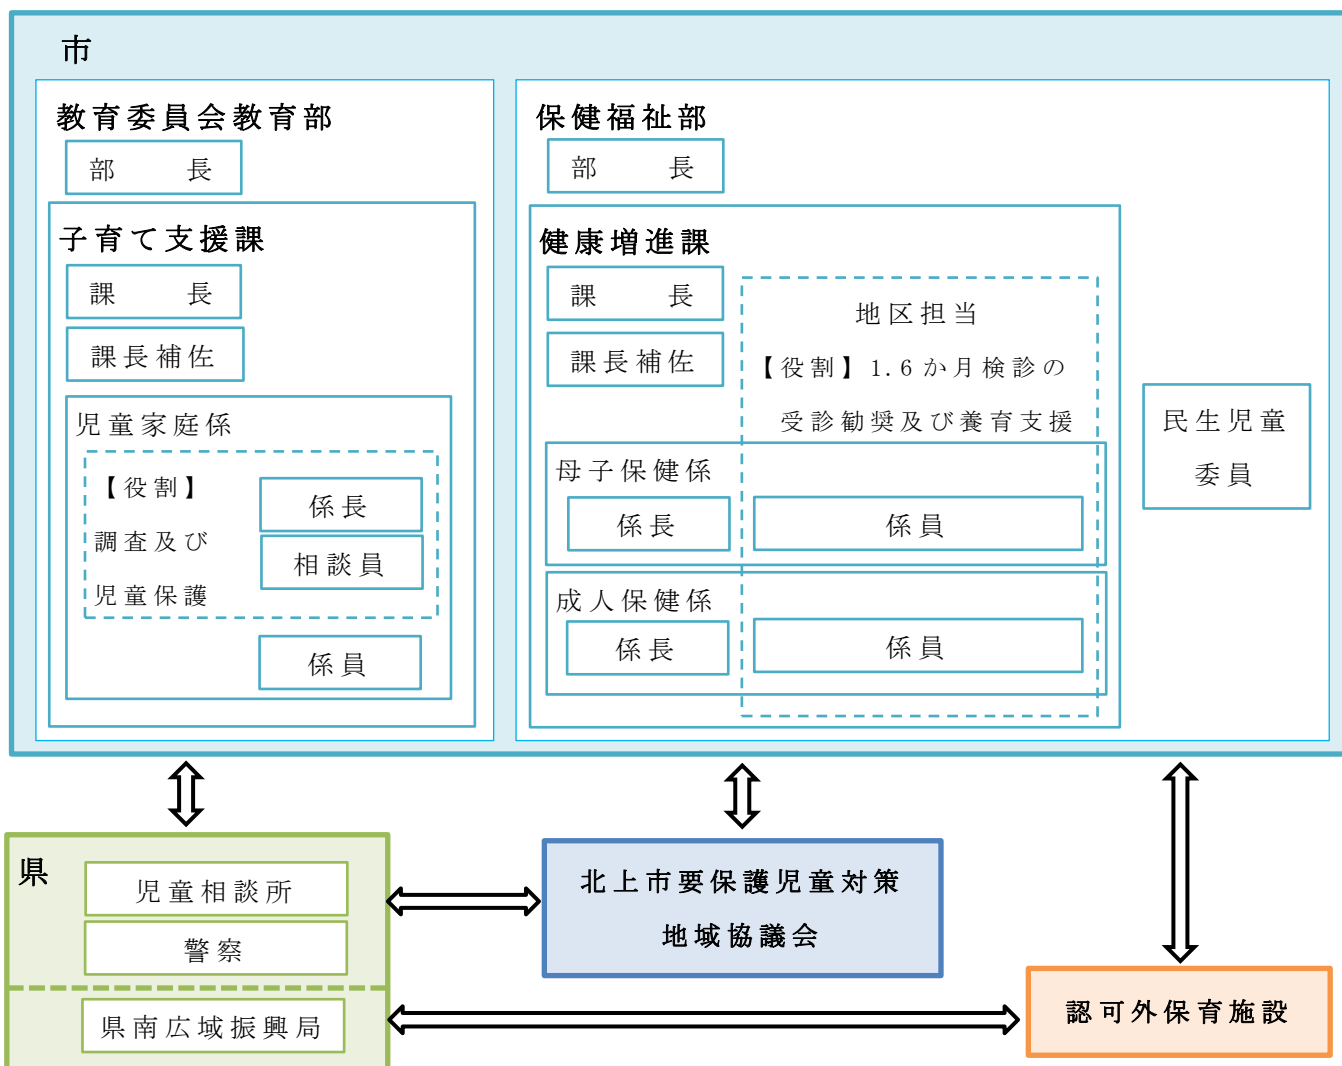 市
教育委員会教育部
部　　長
子育て支援課
課　　長
課長補佐
児童家庭係
【役割】
調査及び
児童保護
係長
相談員
係員
保健福祉部
部　　長
健康増進課
課　　長
課長補佐
地区担当
【役割】1.6か月検診の
受診勧奨及び養育支援
母子保健係
係長
係員
成人保健係
係長
係員
民生児童
委員
県
児童相談所
警察
県南広域振興局
北上市要保護児童対策
地域協議会
認可外保育施設